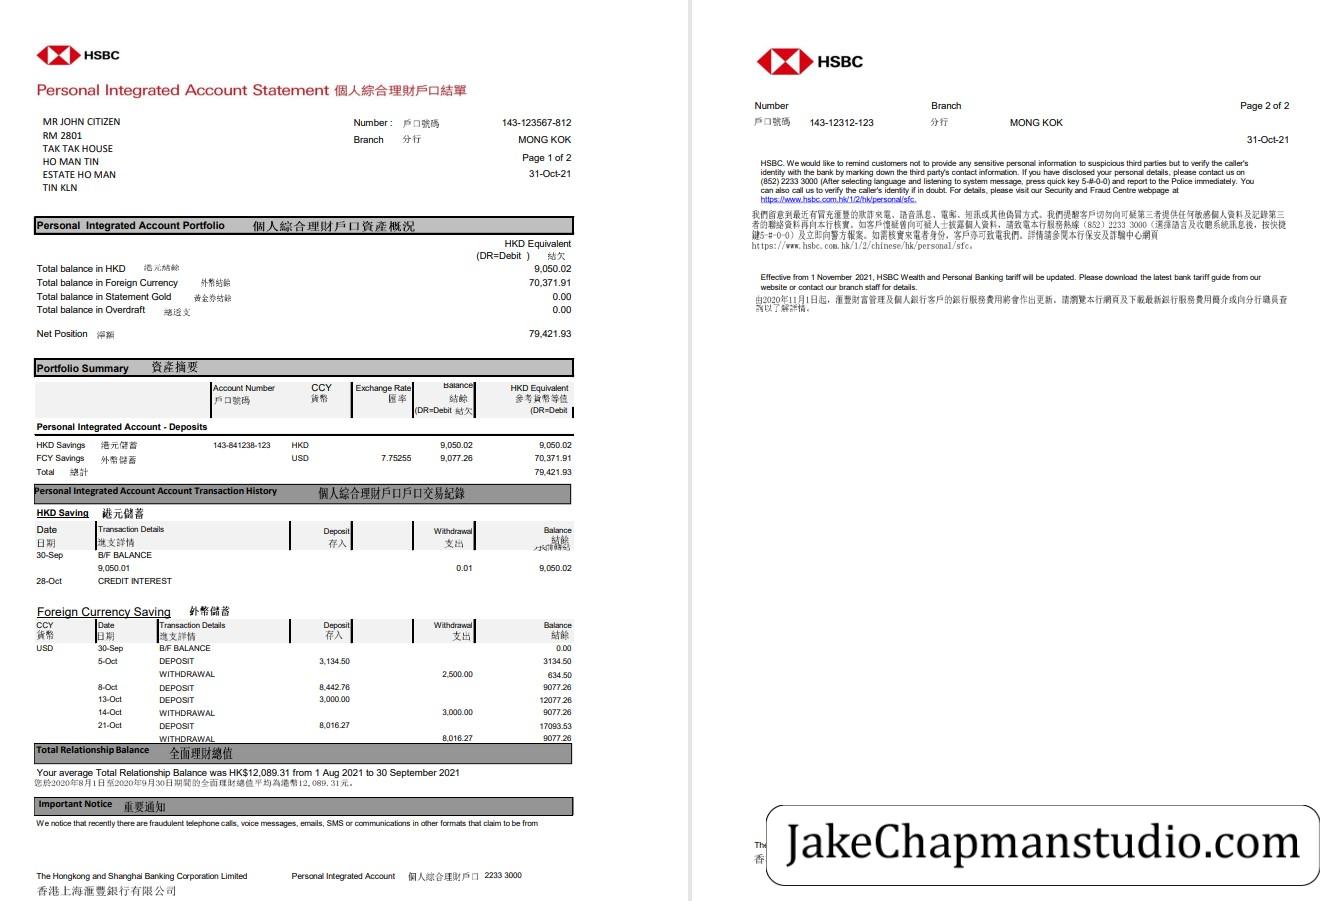 HSBC
Personal Integrated Account Statement 個人綜合理財戶口結單
MR JOHN CITIZEN
RM 2801
TAK TAK HOUSE
HO MAN TIN
ESTATE HO MAN
TIN KLN
Number : 戶口號碼 143-123567-812
Branch 分行 MONG KOK
Page 1 of 2
31-Oct-21
Personal Integrated Account Portfolio 個人綜合理財戶口資產概況
HKD Equivalent
(DR=Debit ) 結欠
Total balance in HKD 港元結餘 9,050.02
Total balance in Foreign Currency 外幣結餘 70,371.91
Total balance in Statement Gold 黃金券結餘 0.00
Total balance in Overdraft 總透支 0.00
Net Position 淨額 79,421.93
Portfolio Summary 資產摘要
Account Number CCY Exchange Rate Balance HKD Equivalent
戶口號碼 貨幣 匯率 結餘 參考貨幣等值
(DR=Debit 結欠 (DR=Debit
Personal Integrated Account - Deposits
HKD Savings 港元儲蓄 143-841238-123 HKD 9,050.02 9,050.02
FCY Savings 外幣儲蓄 USD 7.75255 9,077.26 70,371.91
Total 總計 79,421.93
Personal Integrated Account Account Transaction History 個人綜合理財戶口戶口交易紀錄
HKD Saving 港元儲蓄
Date Transaction Details Deposit Withdrawal Balance
日期 進支詳情 存入 支出 結餘
30-Sep B/F BALANCE
9,050.01 0.01 9,050.02
28-Oct CREDIT INTEREST
Foreign Currency Saving 外幣儲蓄
CCY Date Transaction Details Deposit Withdrawal Balance
貨幣 日期 進支詳情 存入 支出 結餘
USD 30-Sep B/F BALANCE 0.00
5-Oct DEPOSIT 3,134.50 3134.50
WITHDRAWAL 2,500.00 634.50
8-Oct DEPOSIT 8,442.76 9077.26
13-Oct DEPOSIT 3,000.00 12077.26
14-Oct WITHDRAWAL 3,000.00 9077.26
21-Oct DEPOSIT 8,016.27 17093.53
WITHDRAWAL 8,016.27 9077.26
Total Relationship Balance 全面理財總值
Your average Total Relationship Balance was HK$12,089.31 from 1 Aug 2021 to 30 September 2021
您於2020年8月1日至2020年9月30日期間的全面理財總值平均為港幣12,089.31元。
Important Notice 重要通知
We notice that recently there are fraudulent telephone calls, voice messages, emails, SMS or communications in other formats that claim to be from
The Hongkong and Shanghai Banking Corporation Limited Personal Integrated Account 個人綜合理財戶口 2233 3000
香港上海滙豐銀行有限公司
HSBC
Number Branch Page 2 of 2
戶口號碼 143-12312-123 分行 MONG KOK
31-Oct-21
HSBC. We would like to remind customers not to provide any sensitive personal information to suspicious third parties but to verify the caller's
identity with the bank by marking down the third party's contact information. If you have disclosed your personal details, please contact us on
(852) 2233 3000 (After selecting language and listening to system message, press quick key 5-#-0-0) and report to the Police immediately. You
can also call us to verify the caller's identity if in doubt. For details, please visit our Security and Fraud Centre webpage at
https://www.hsbc.com.hk/1/2/hk/personal/sfc.
我們留意到最近有冒充滙豐的欺詐來電、語音訊息、電郵、短訊或其他偽冒方式。我們提醒客戶切勿向可疑第三者提供任何敏感個人資料及記錄第三
者的聯絡資料再向本行核實。如客戶懷疑曾向可疑人士披露個人資料，請致電本行服務熱線（852）2233 3000（選擇語言及收聽系統訊息後，按快捷
鍵5-#-0-0）及立即向警方報案。如需核實來電者身份，客戶亦可致電我們。詳情請參閱本行保安及詐騙中心網頁
https://www.hsbc.com.hk/1/2/chinese/hk/personal/sfc。
Effective from 1 November 2021, HSBC Wealth and Personal Banking tariff will be updated. Please download the latest bank tariff guide from our
website or contact our branch staff for details.
由2020年11月1日起，滙豐財富管理及個人銀行客戶的銀行服務費用將會作出更新。請瀏覽本行網頁及下載最新銀行服務費用簡介或向分行職員查
詢以了解詳情。
The
香
JakeChapmanstudio.com